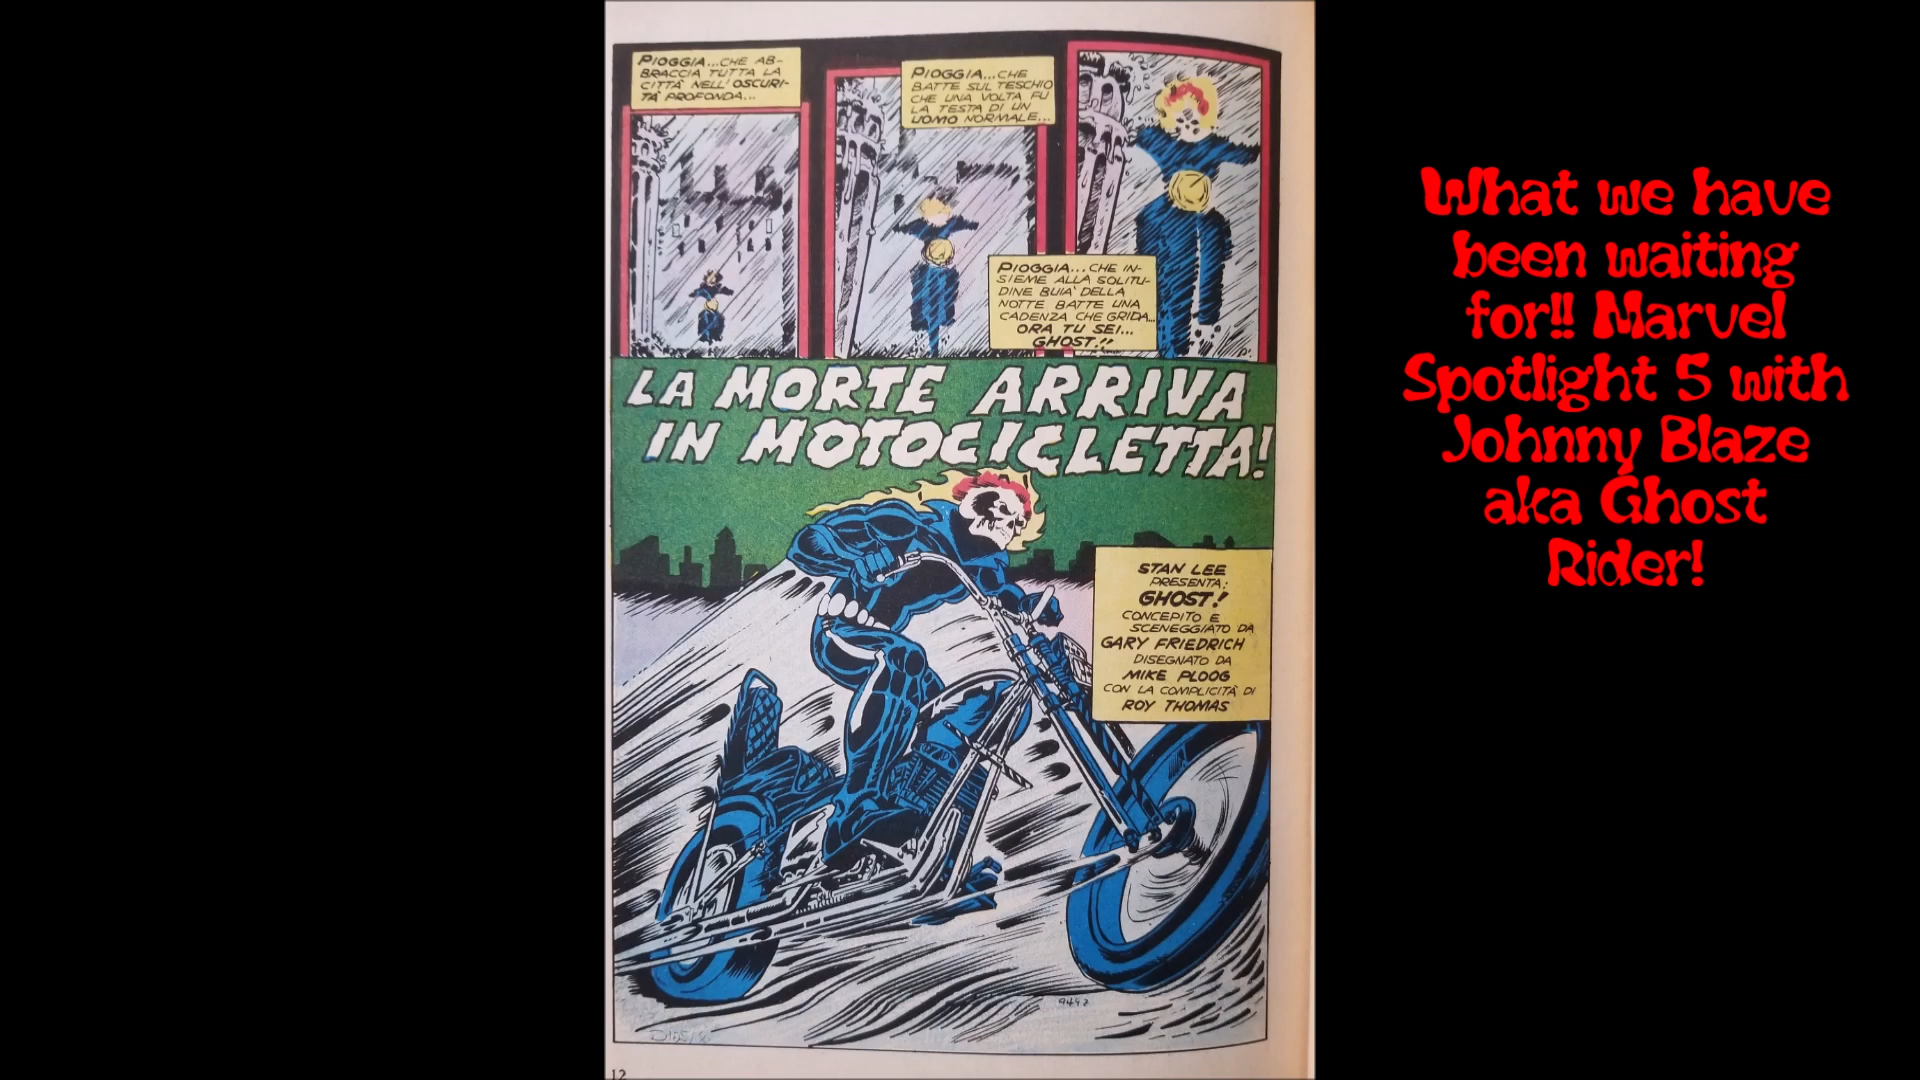 PIOGGIA...CHE AB-
BRACCIA TUTTA LA
CITTÀ NELL'OSCURI-
TÀ PROFONDA...
PIOGGIA...CHE
BATTE SUL TESCHIO
CHE UNA VOLTA FU
LA TESTA DI UN
UOMO NORMALE...
PIOGGIA...CHE IN-
SIEME ALLA SOLITU-
DINE BUIA DELLA
NOTTE BATTE UNA
CADENZA CHE GRIDA...
ORA TU SEI...
GHOST!!
LA MORTE ARRIVA
IN MOTOCICLETTA!
STAN LEE
PRESENTA:
GHOST!
CONCEPITO E
SCENEGGIATO DA
GARY FRIEDRICH
DISEGNATO DA
MIKE PLOOG
CON LA COMPLICITÀ DI
ROY THOMAS
12
What we have
been waiting
for!! Marvel
Spotlight 5 with
Johnny Blaze
aka Ghost
Rider!